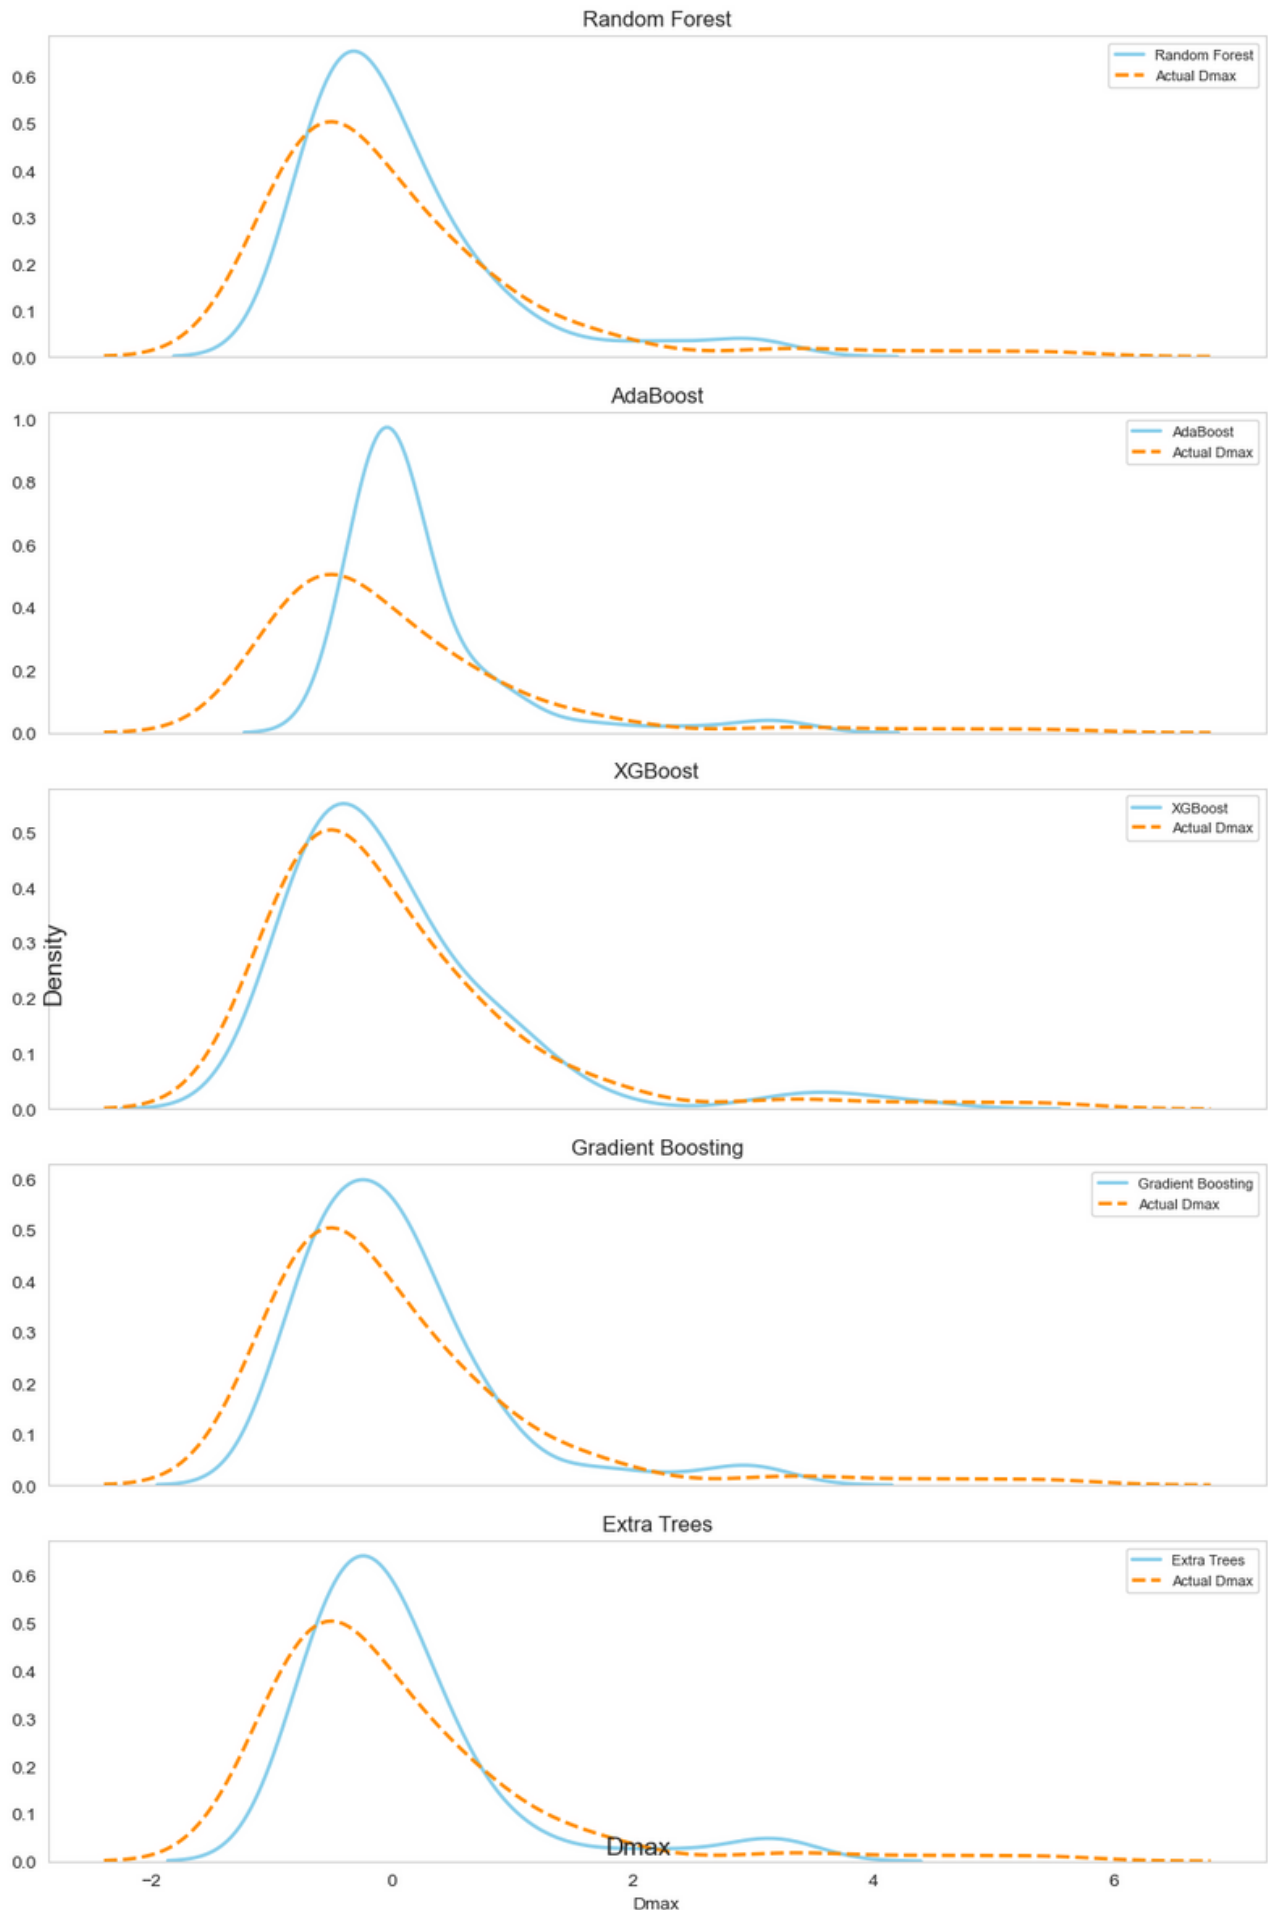 Random Forest
Random Forest
Actual Dmax
0.6
0.5
0.4
0.3
0.2
0.1
0.0
AdaBoost
AdaBoost
Actual Dmax
1.0
0.8
0.6
0.4
0.2
0.0
XGBoost
XGBoost
Actual Dmax
0.5
0.4
0.3
0.2
0.1
0.0
Density
Gradient Boosting
Gradient Boosting
Actual Dmax
0.6
0.5
0.4
0.3
0.2
0.1
0.0
Extra Trees
Extra Trees
Actual Dmax
0.6
0.5
0.4
0.3
0.2
0.1
0.0
Dmax
−2 0 2 4 6
Dmax